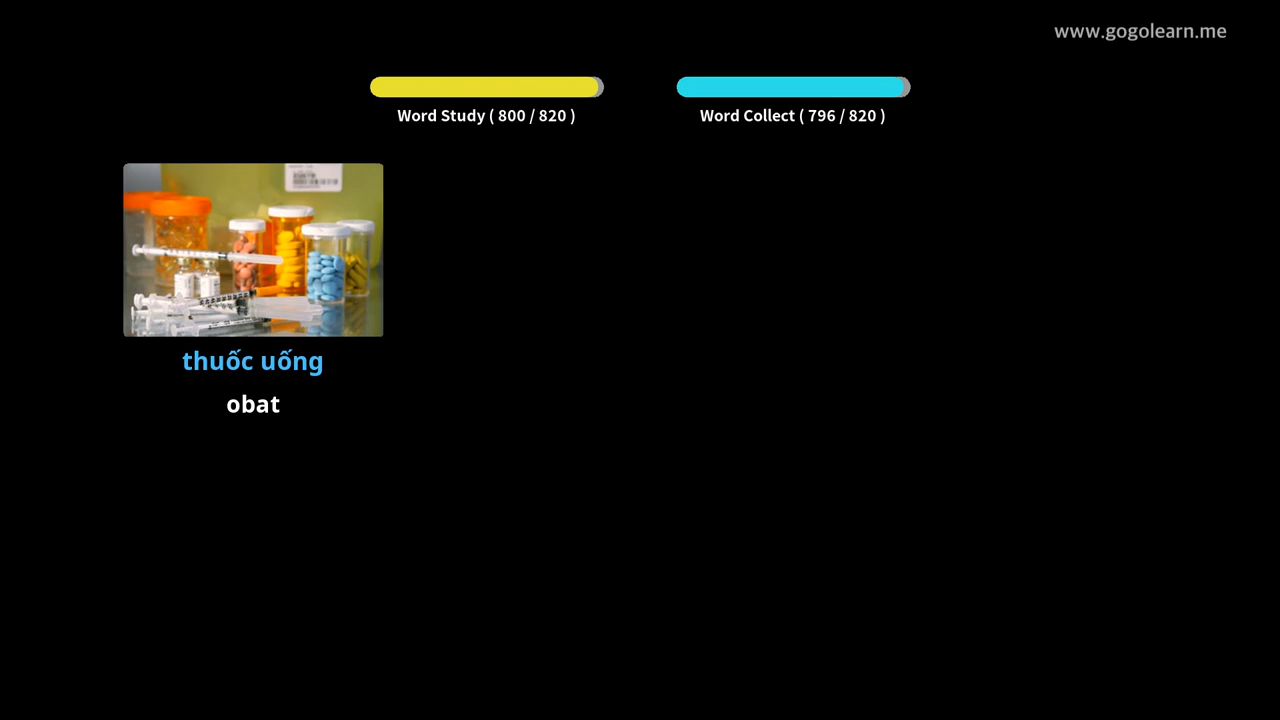 www.gogolearn.me
Word Study ( 800 / 820 )
Word Collect ( 796 / 820 )
thuốc uống
obat